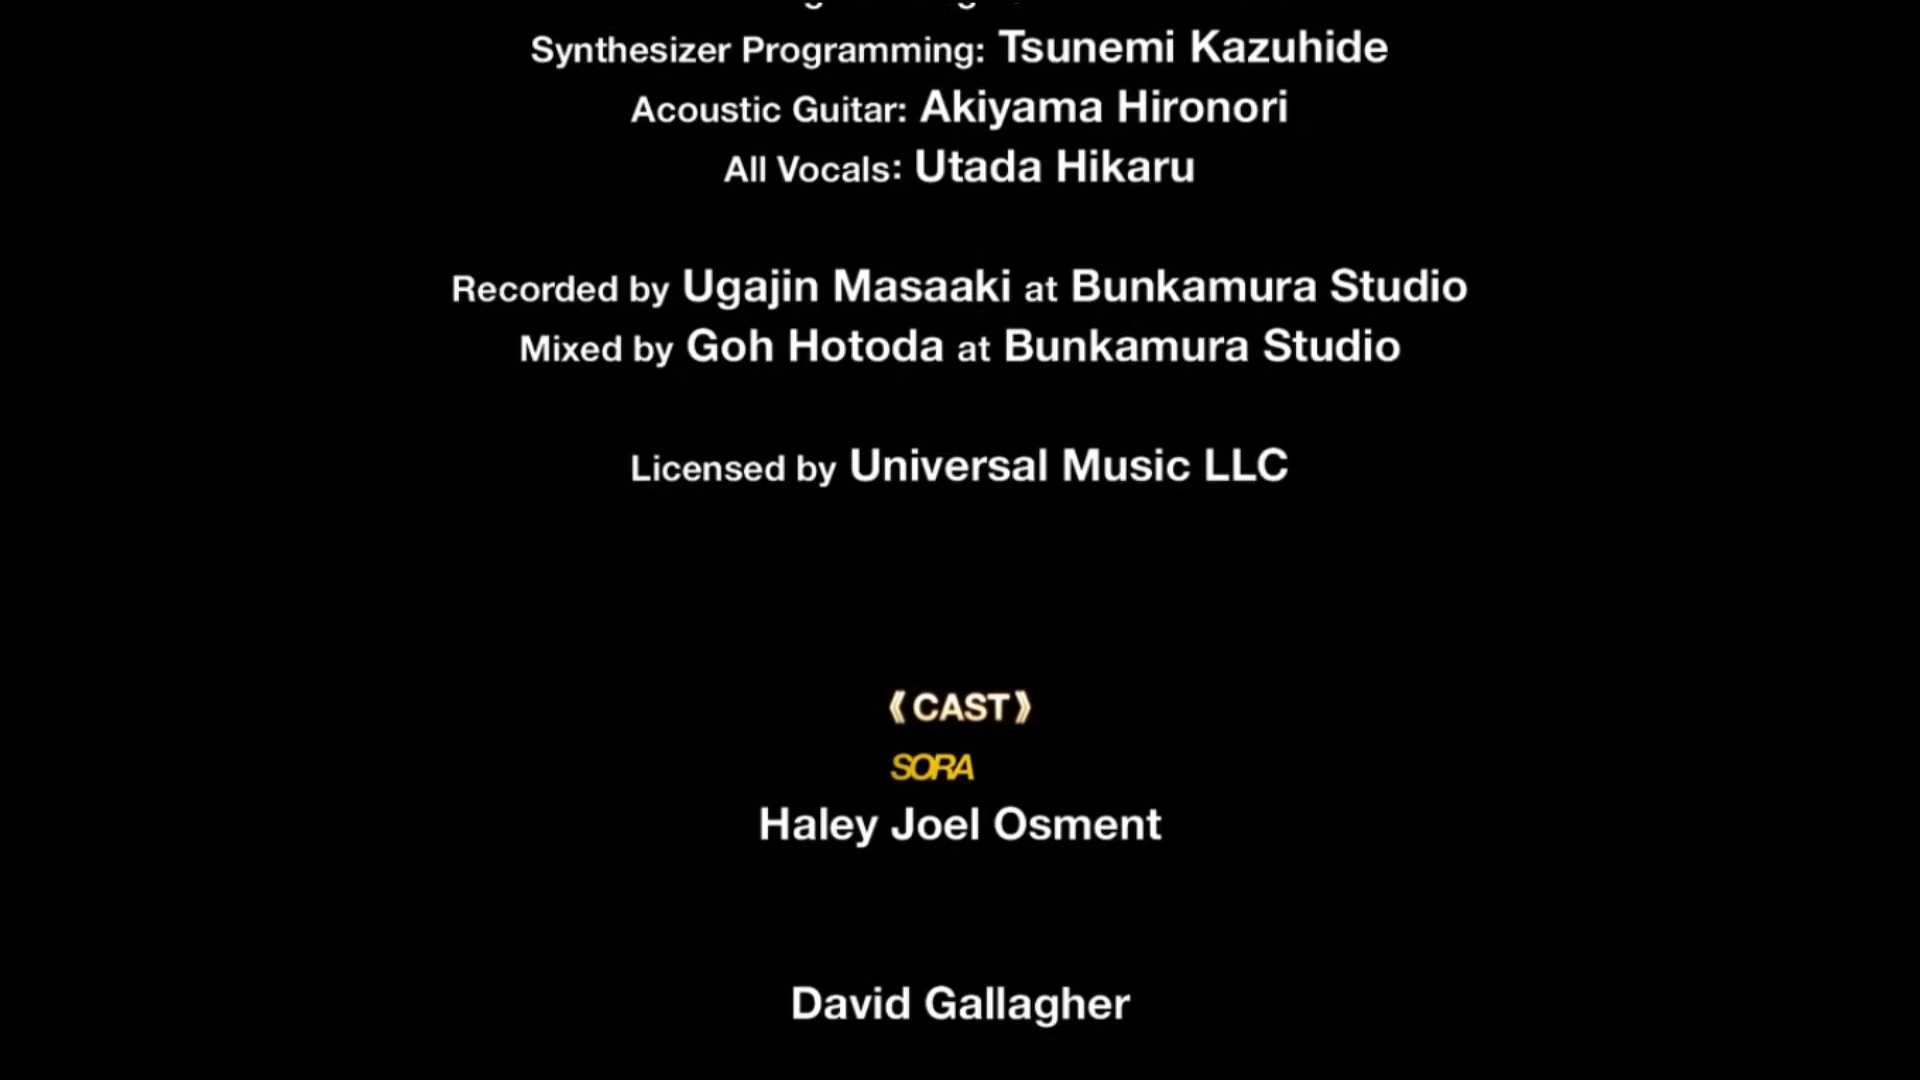 Synthesizer Programming: Tsunemi Kazuhide
Acoustic Guitar: Akiyama Hironori
All Vocals: Utada Hikaru
Recorded by Ugajin Masaaki at Bunkamura Studio
Mixed by Goh Hotoda at Bunkamura Studio
Licensed by Universal Music LLC
《CAST》
SORA
Haley Joel Osment
David Gallagher